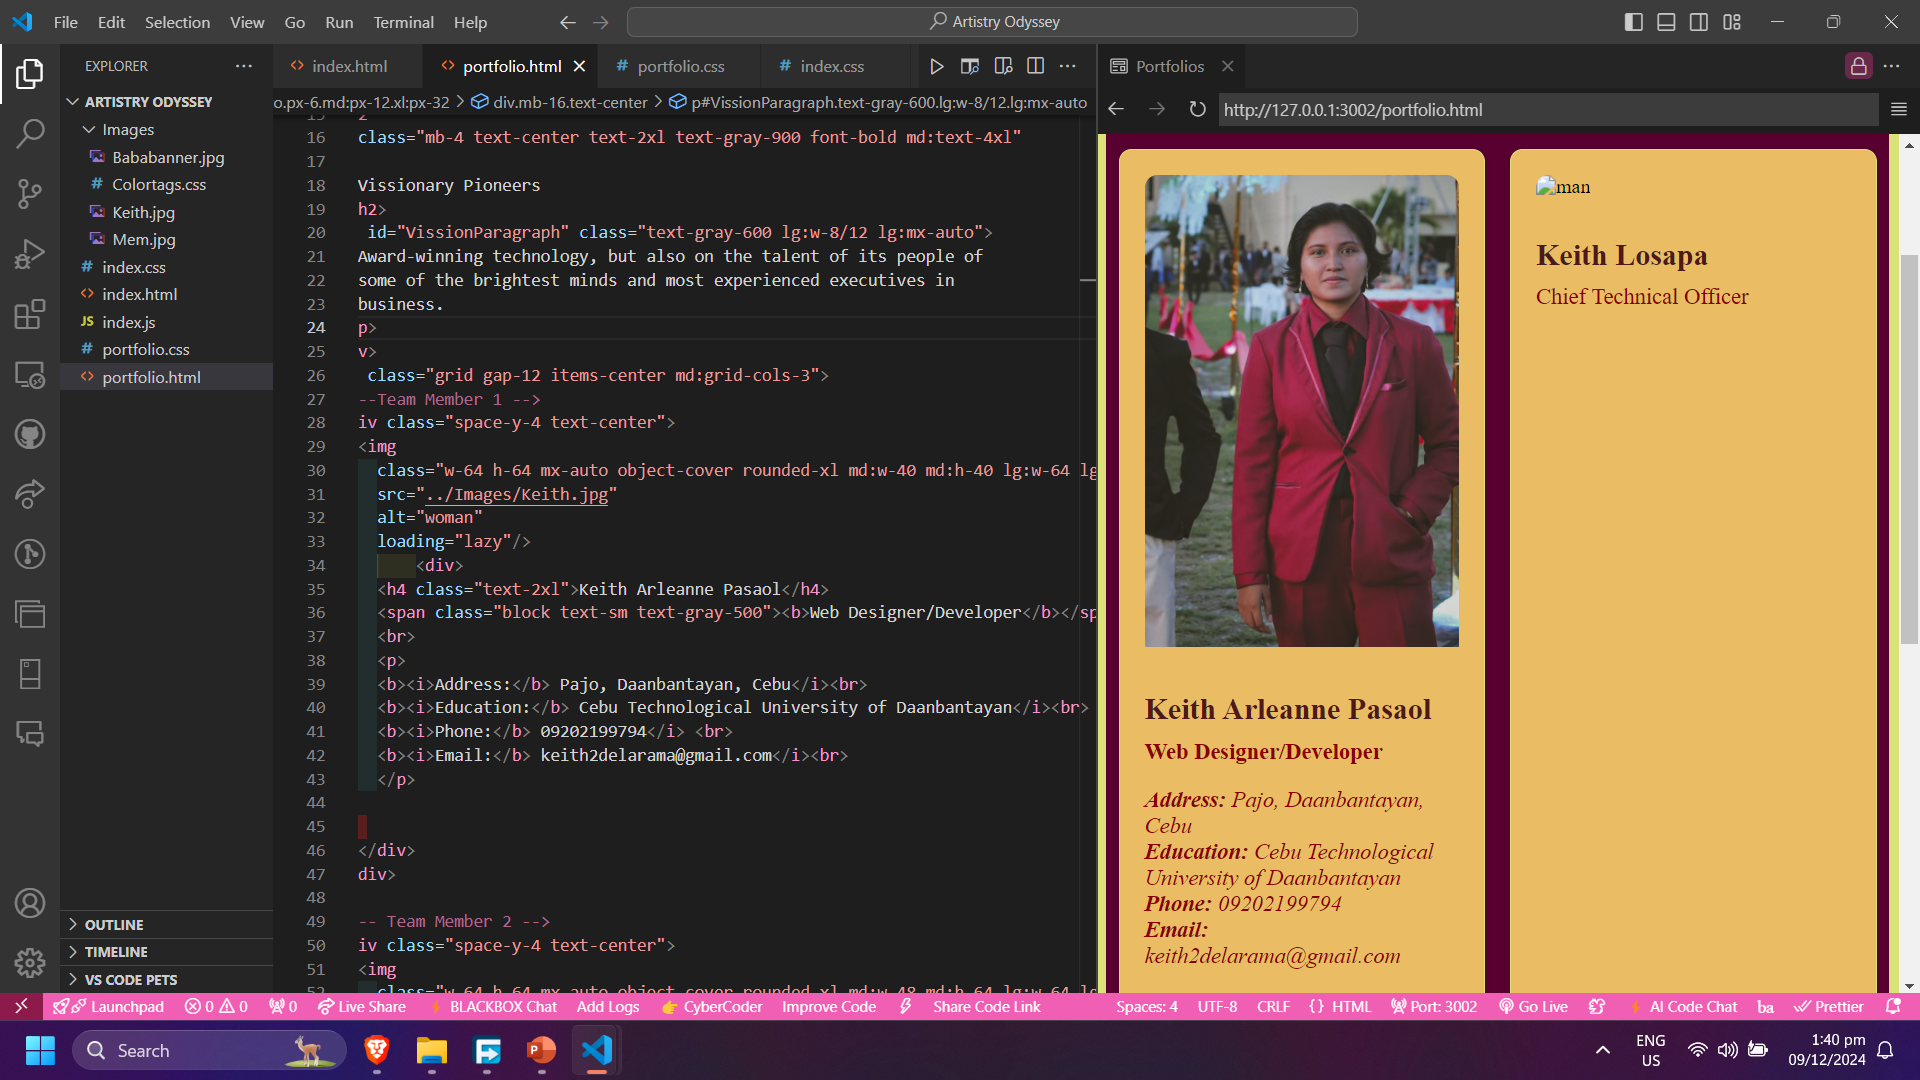 File Edit Selection View Go Run Terminal Help
Artistry Odyssey
EXPLORER
ARTISTRY ODYSSEY
Images
Bababanner.jpg
# Colortags.css
Keith.jpg
Mem.jpg
# index.css
<> index.html
JS index.js
# portfolio.css
<> portfolio.html
OUTLINE
TIMELINE
VS CODE PETS
<> index.html
<> portfolio.html
# portfolio.css
# index.css
o.px-6.md:px-12.xl:px-32 > div.mb-16.text-center > p#VissionParagraph.text-gray-600.lg:w-8/12.lg:mx-auto
16 class="mb-4 text-center text-2xl text-gray-900 font-bold md:text-4xl"
17
18 Vissionary Pioneers
19 h2>
20 id="VissionParagraph" class="text-gray-600 lg:w-8/12 lg:mx-auto">
21 Award-winning technology, but also on the talent of its people of
22 some of the brightest minds and most experienced executives in
23 business.
24 p>
25 v>
26 class="grid gap-12 items-center md:grid-cols-3">
27 --Team Member 1 -->
28 iv class="space-y-4 text-center">
29 <img
30 class="w-64 h-64 mx-auto object-cover rounded-xl md:w-40 md:h-40 lg:w-64 lg
31 src="../Images/Keith.jpg"
32 alt="woman"
33 loading="lazy"/>
34 <div>
35 <h4 class="text-2xl">Keith Arleanne Pasaol</h4>
36 <span class="block text-sm text-gray-500"><b>Web Designer/Developer</b></sp
37 <br>
38 <p>
39 <b><i>Address:</b> Pajo, Daanbantayan, Cebu</i><br>
40 <b><i>Education:</b> Cebu Technological University of Daanbantayan</i><br>
41 <b><i>Phone:</b> 09202199794</i> <br>
42 <b><i>Email:</b> keith2delarama@gmail.com</i><br>
43 </p>
44
45
46 </div>
47 div>
48
49 -- Team Member 2 -->
50 iv class="space-y-4 text-center">
51 <img
Portfolios
http://127.0.0.1:3002/portfolio.html
Keith Arleanne Pasaol
Web Designer/Developer
Address: Pajo, Daanbantayan,
Cebu
Education: Cebu Technological
University of Daanbantayan
Phone: 09202199794
Email:
keith2delarama@gmail.com
man
Keith Losapa
Chief Technical Officer
Launchpad 0 0 0 Live Share BLACKBOX Chat Add Logs CyberCoder Improve Code Share Code Link Spaces: 4 UTF-8 CRLF {} HTML Port: 3002 Go Live AI Code Chat ba Prettier
Search
ENG
US
1:40 pm
09/12/2024